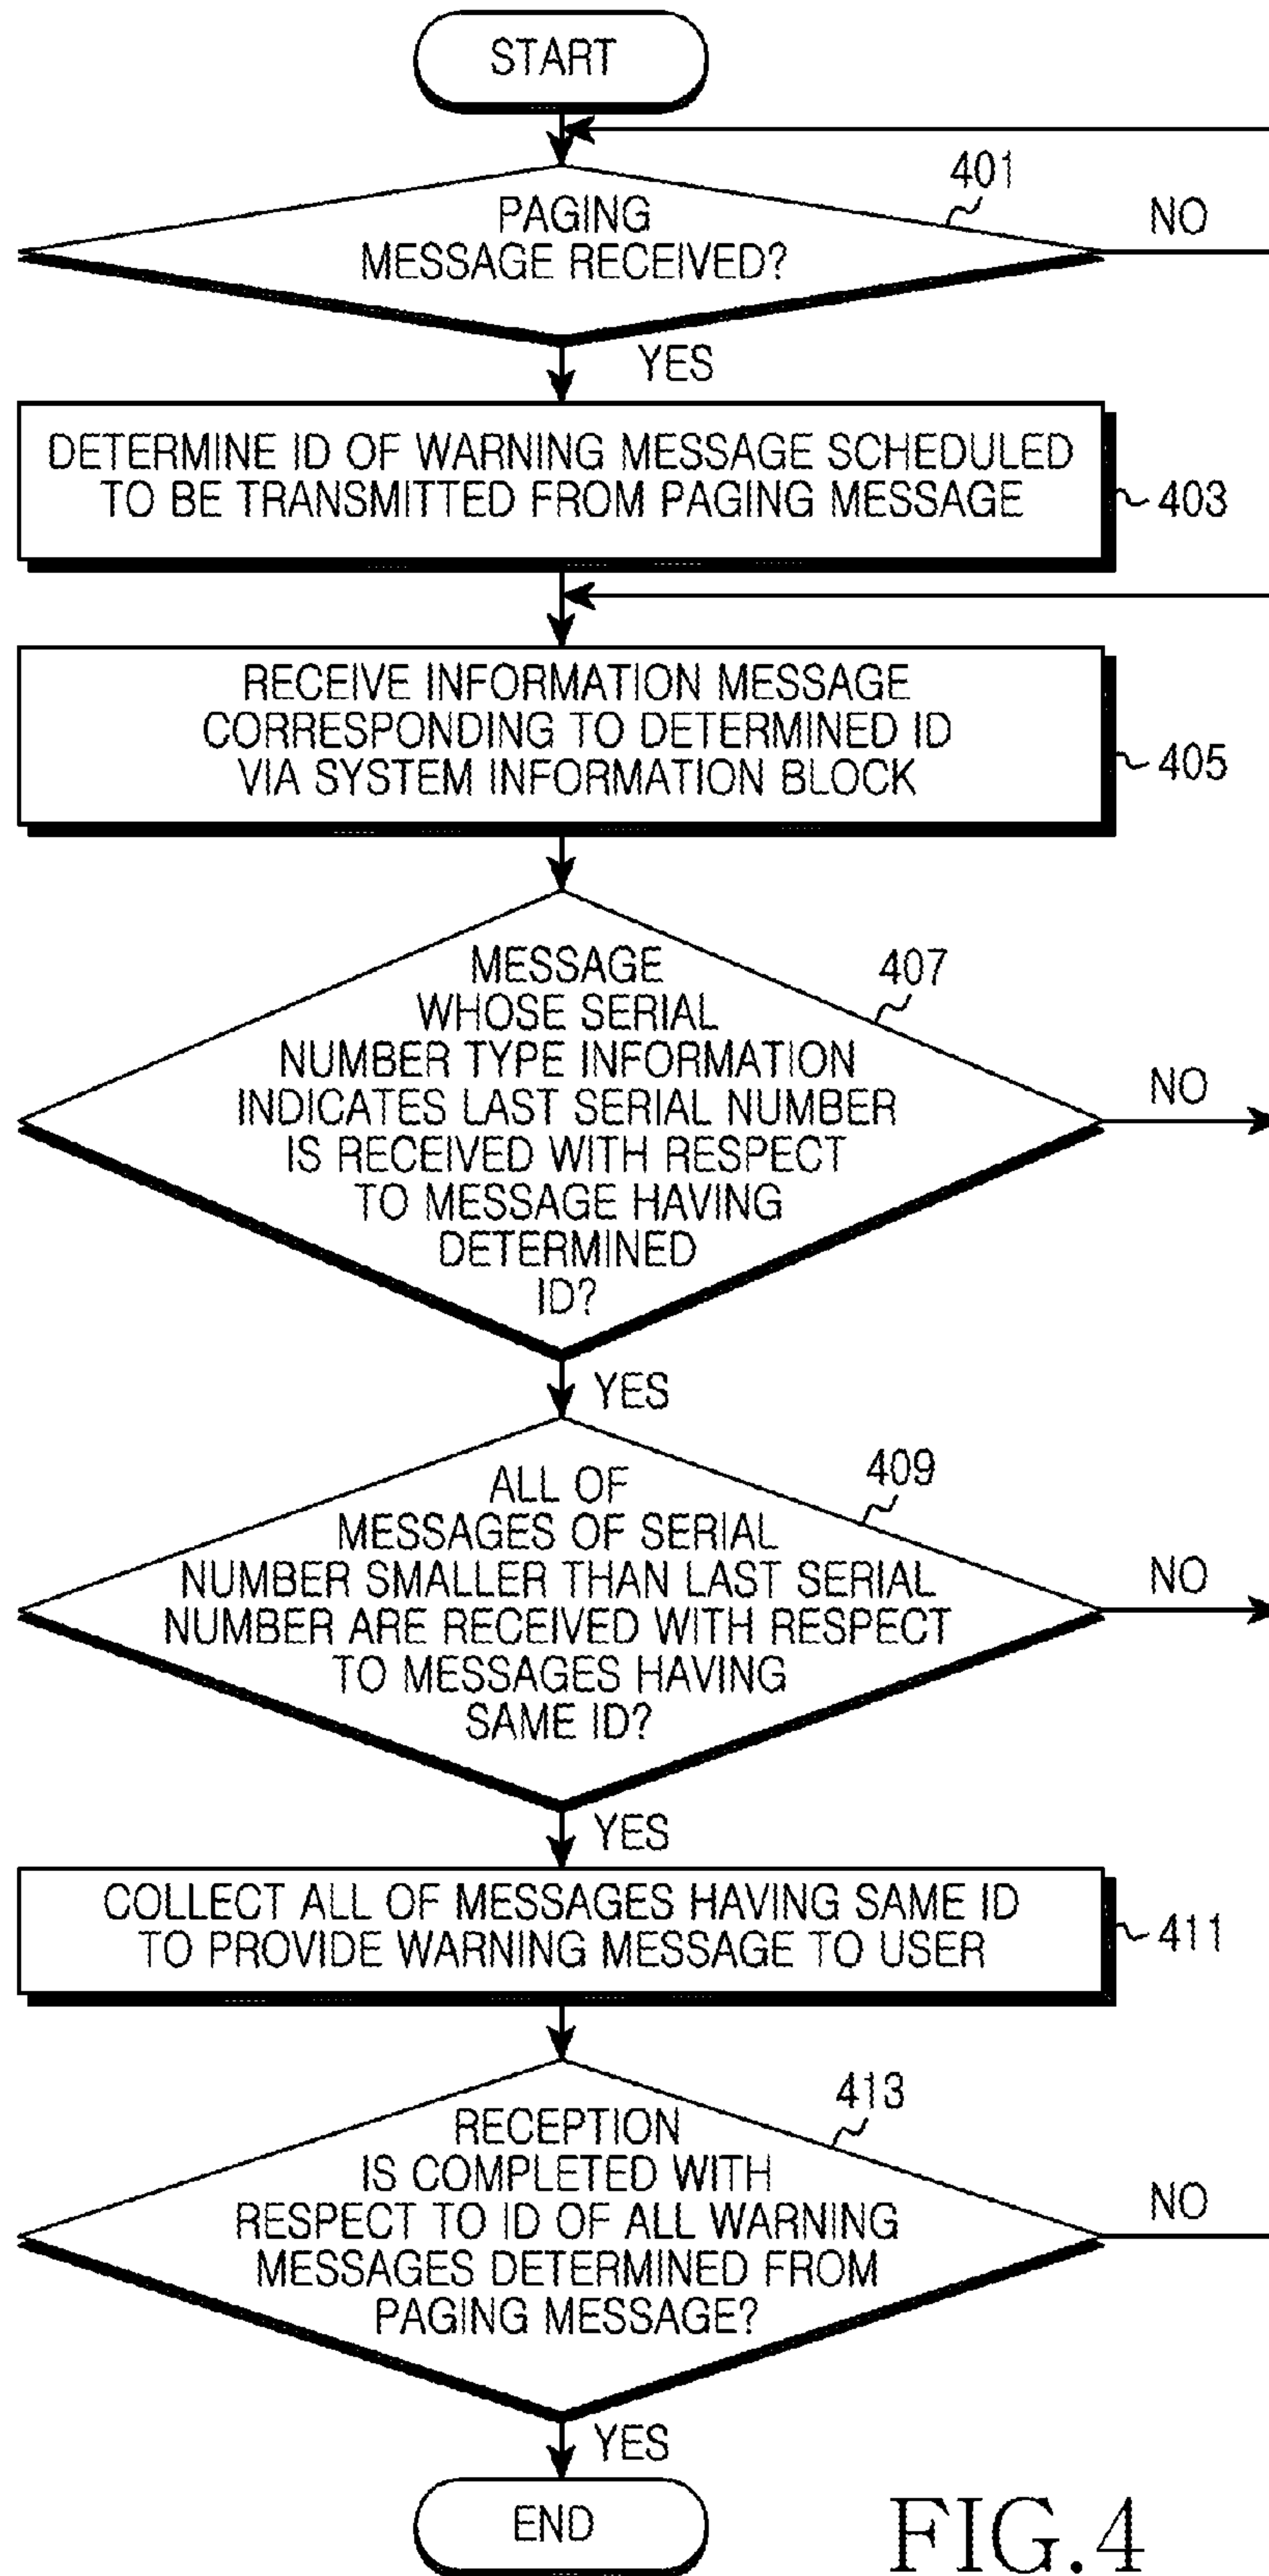 START
401
PAGING
MESSAGE RECEIVED?
NO
YES
DETERMINE ID OF WARNING MESSAGE SCHEDULED
TO BE TRANSMITTED FROM PAGING MESSAGE
403
RECEIVE INFORMATION MESSAGE
CORRESPONDING TO DETERMINED ID
VIA SYSTEM INFORMATION BLOCK
405
MESSAGE
WHOSE SERIAL
NUMBER TYPE INFORMATION
INDICATES LAST SERIAL NUMBER
IS RECEIVED WITH RESPECT
TO MESSAGE HAVING
DETERMINED
ID?
407
NO
YES
ALL OF
MESSAGES OF SERIAL
NUMBER SMALLER THAN LAST SERIAL
NUMBER ARE RECEIVED WITH RESPECT
TO MESSAGES HAVING
SAME ID?
409
NO
YES
COLLECT ALL OF MESSAGES HAVING SAME ID
TO PROVIDE WARNING MESSAGE TO USER
411
RECEPTION
IS COMPLETED WITH
RESPECT TO ID OF ALL WARNING
MESSAGES DETERMINED FROM
PAGING MESSAGE?
413
NO
YES
END
FIG.4